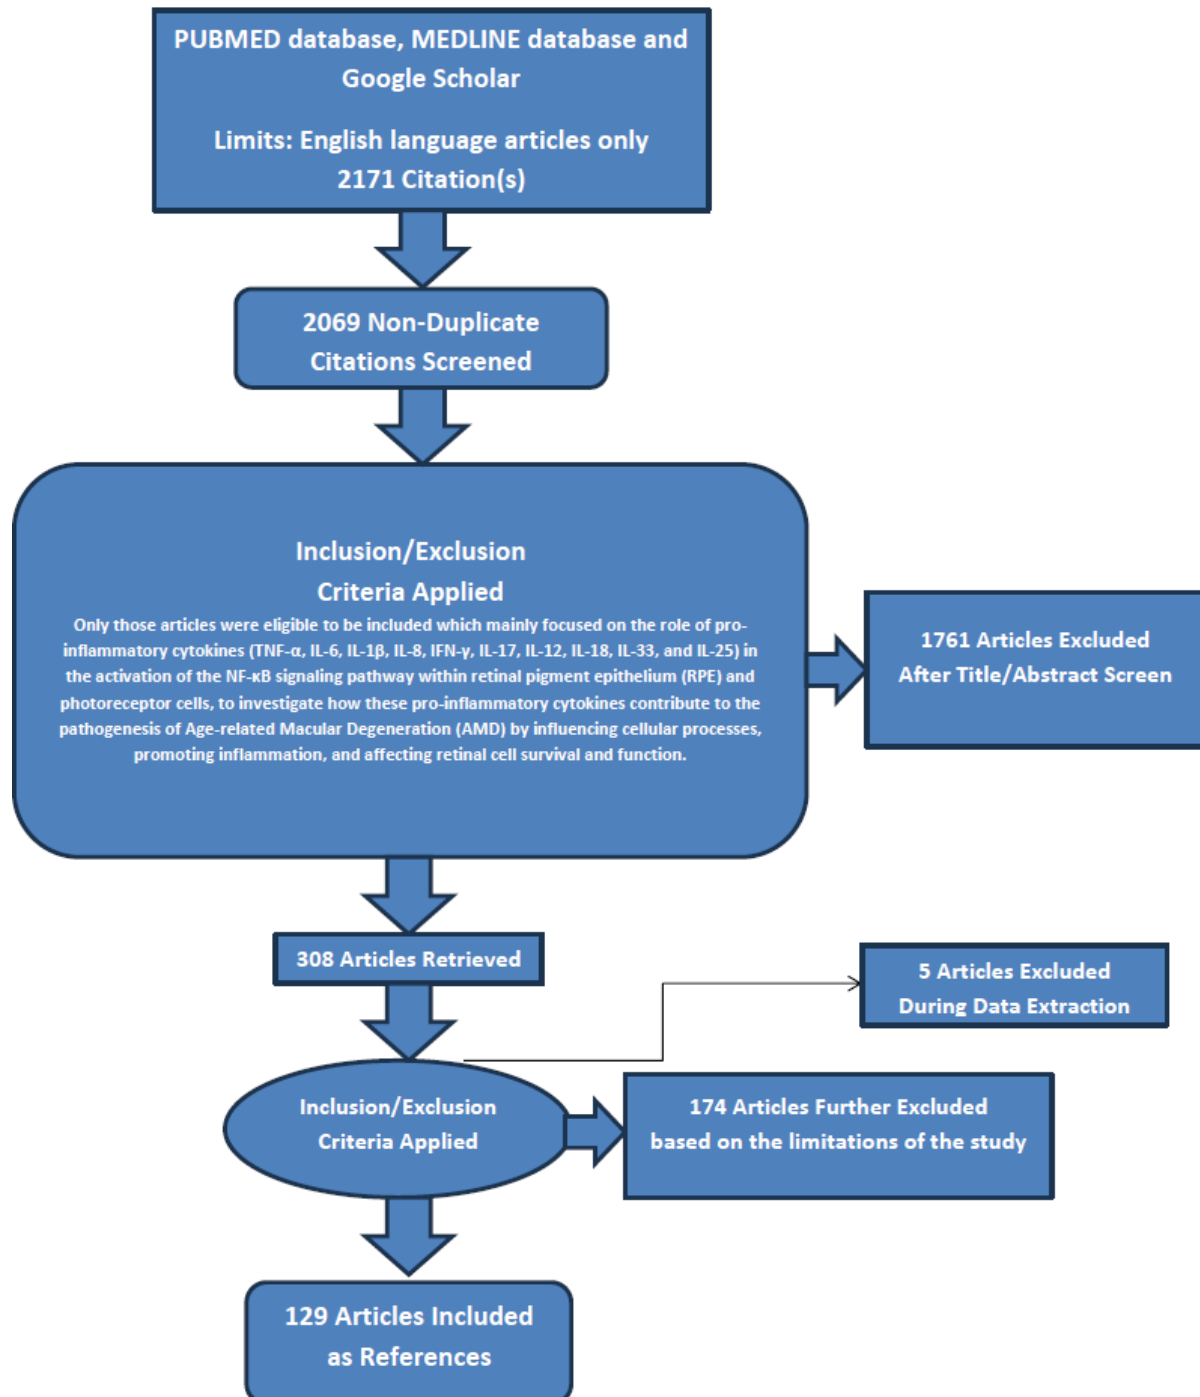 PUBMED database, MEDLINE database and
Google Scholar
Limits: English language articles only
2171 Citation(s)
2069 Non-Duplicate
Citations Screened
Inclusion/Exclusion
Criteria Applied
Only those articles were eligible to be included which mainly focused on the role of pro-
inflammatory cytokines (TNF-α, IL-6, IL-1β, IL-8, IFN-γ, IL-17, IL-12, IL-18, IL-33, and IL-25) in
the activation of the NF-κB signaling pathway within retinal pigment epithelium (RPE) and
photoreceptor cells, to investigate how these pro-inflammatory cytokines contribute to the
pathogenesis of Age-related Macular Degeneration (AMD) by influencing cellular processes,
promoting inflammation, and affecting retinal cell survival and function.
1761 Articles Excluded
After Title/Abstract Screen
308 Articles Retrieved
5 Articles Excluded
During Data Extraction
Inclusion/Exclusion
Criteria Applied
174 Articles Further Excluded
based on the limitations of the study
129 Articles Included
as References